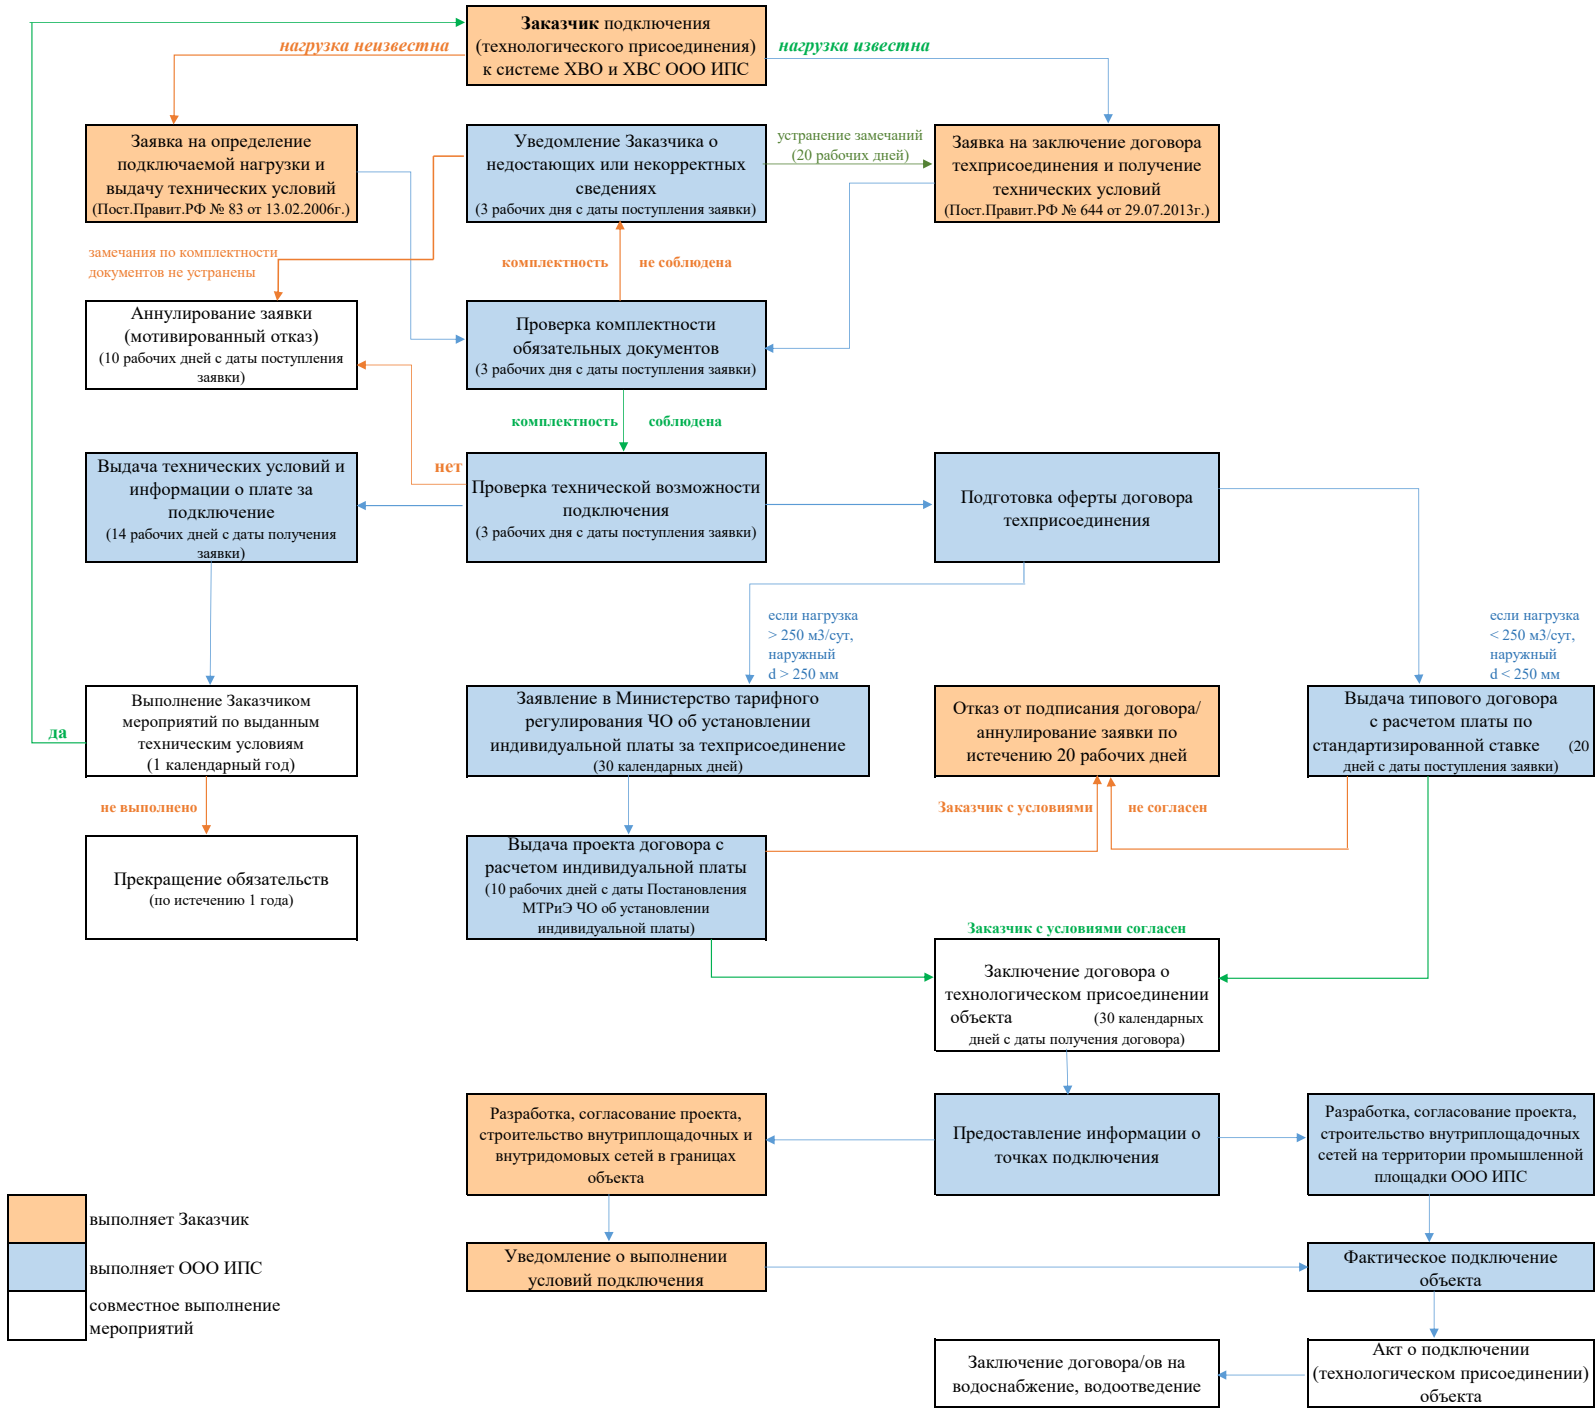 Заказчик подключения
(технологического присоединения)
к системе ХВО и ХВС ООО ИПС
нагрузка неизвестна
нагрузка известна
Заявка на определение
подключаемой нагрузки и
выдачу технических условий
(Пост.Правит.РФ № 83 от 13.02.2006г.)
Уведомление Заказчика о
недостающих или некорректных
сведениях
(3 рабочих дня с даты поступления заявки)
устранение замечаний
(20 рабочих дней)
Заявка на заключение договора
техприсоединения и получение
технических условий
(Пост.Правит.РФ № 644 от 29.07.2013г.)
замечания по комплектности
документов не устранены
комплектность не соблюдена
Аннулирование заявки
(мотивированный отказ)
(10 рабочих дней с даты поступления
заявки)
Проверка комплектности
обязательных документов
(3 рабочих дня с даты поступления заявки)
комплектность соблюдена
Выдача технических условий и
информации о плате за
подключение
(14 рабочих дней с даты получения
заявки)
нет
Проверка технической возможности
подключения
(3 рабочих дня с даты поступления заявки)
Подготовка оферты договора
техприсоединения
если нагрузка
> 250 м3/сут,
наружный
d > 250 мм
если нагрузка
< 250 м3/сут,
наружный
d < 250 мм
да
Выполнение Заказчиком
мероприятий по выданным
техническим условиям
(1 календарный год)
Заявление в Министерство тарифного
регулирования ЧО об установлении
индивидуальной платы за техприсоединение
(30 календарных дней)
Отказ от подписания договора/
аннулирование заявки по
истечению 20 рабочих дней
Выдача типового договора
с расчетом платы по
стандартизированной ставке (20
дней с даты поступления заявки)
не выполнено
Заказчик с условиями не согласен
Прекращение обязательств
(по истечению 1 года)
Выдача проекта договора с
расчетом индивидуальной платы
(10 рабочих дней с даты Постановления
МТРиЭ ЧО об установлении
индивидуальной платы)
Заказчик с условиями согласен
Заключение договора о
технологическом присоединении
объекта (30 календарных
дней с даты получения договора)
Разработка, согласование проекта,
строительство внутриплощадочных и
внутридомовых сетей в границах
объекта
Предоставление информации о
точках подключения
Разработка, согласование проекта,
строительство внутриплощадочных
сетей на территории промышленной
площадки ООО ИПС
выполняет Заказчик
выполняет ООО ИПС
совместное выполнение
мероприятий
Уведомление о выполнении
условий подключения
Фактическое подключение
объекта
Заключение договора/ов на
водоснабжение, водоотведение
Акт о подключении
(технологическом присоединении)
объекта